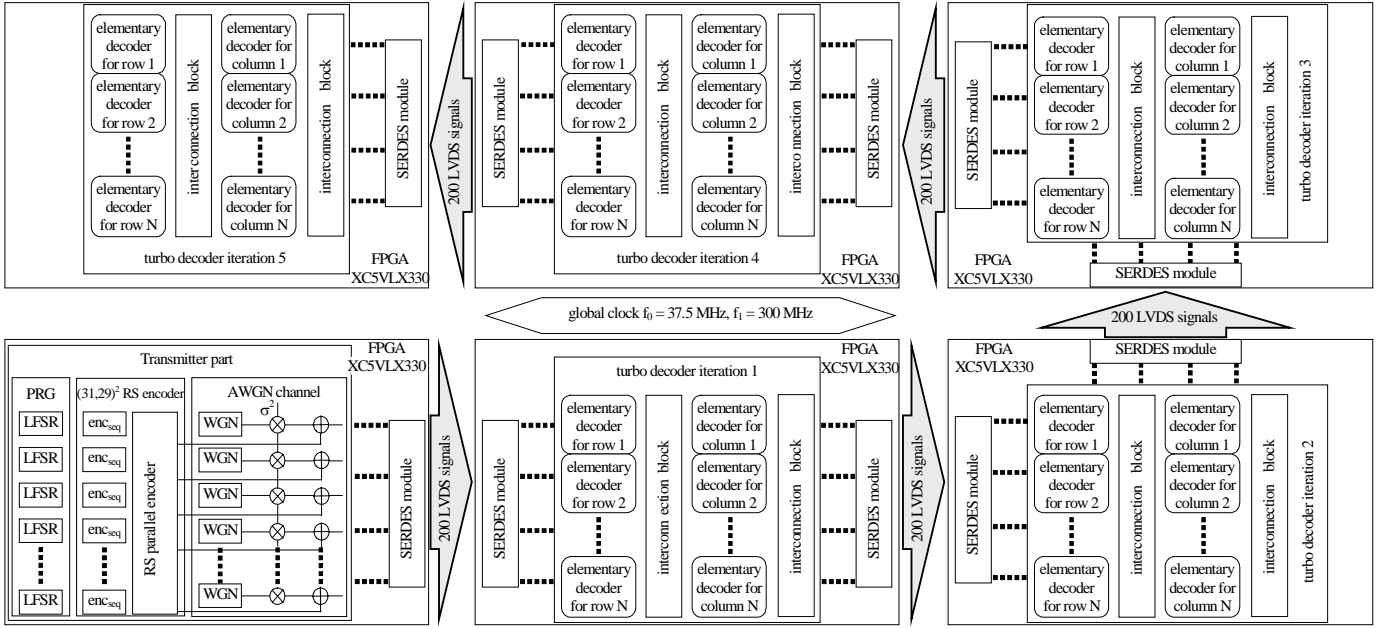 elementary
decoder
for row 1
elementary
decoder
for row 2
elementary
decoder
for row N
inter connection block
elementary
decoder for
column 1
elementary
decoder for
column 2
elementary
decoder for
column N
interconnection block
SERDES module
turbo decoder iteration 5
FPGA
XC5VLX330
200 LVDS signals
SERDES module
elementary
decoder
for row 1
elementary
decoder
for row 2
elementary
decoder
for row N
interconnection block
elementary
decoder for
column 1
elementary
decoder for
column 2
elementary
decoder for
column N
interco nnection block
SERDES module
turbo decoder iteration 4
FPGA
XC5VLX330
200 LVDS signals
SERDES module
elementary
decoder
for row 1
elementary
decoder
for row 2
elementary
decoder
for row N
interconnection block
elementary
decoder for
column 1
elementary
decoder for
column 2
elementary
decoder for
column N
interconnection block
turbo decoder iteration 3
FPGA
XC5VLX330
SERDES module
global clock f0 = 37.5 MHz, f1 = 300 MHz
200 LVDS signals
Transmitter part
FPGA
XC5VLX330
PRG
LFSR
LFSR
LFSR
LFSR
LFSR
(31,29)² RS encoder
encseq
encseq
encseq
encseq
encseq
RS parallel encoder
AWGN channel
σ²
WGN
WGN
WGN
WGN
WGN
SERDES module
200 LVDS signals
FPGA
XC5VLX330
turbo decoder iteration 1
SERDES module
elementary
decoder
for row 1
elementary
decoder
for row 2
elementary
decoder
for row N
interconn ection block
elementary
decoder for
column 1
elementary
decoder for
column 2
elementary
decoder for
column N
interconnection block
SERDES module
200 LVDS signals
FPGA
XC5VLX330
SERDES module
SERDES module
elementary
decoder
for row 1
elementary
decoder
for row 2
elementary
decoder
for row N
interconnection block
elementary
decoder for
column 1
elementary
decoder for
column 2
elementary
decoder for
column N
interconnection block
turbo decoder iteration 2